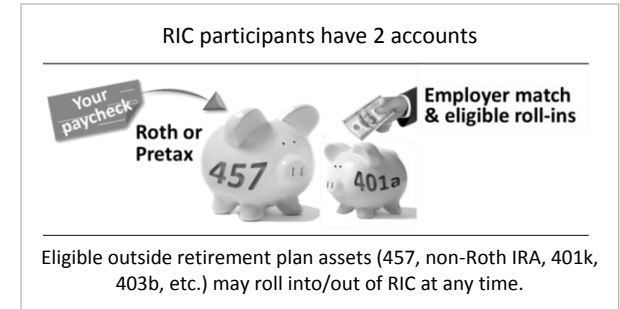 RIC participants have 2 accounts
Your
paycheck
Roth or
Pretax
457
401a
Employer match
& eligible roll-ins
Eligible outside retirement plan assets (457, non-Roth IRA, 401k,
403b, etc.) may roll into/out of RIC at any time.